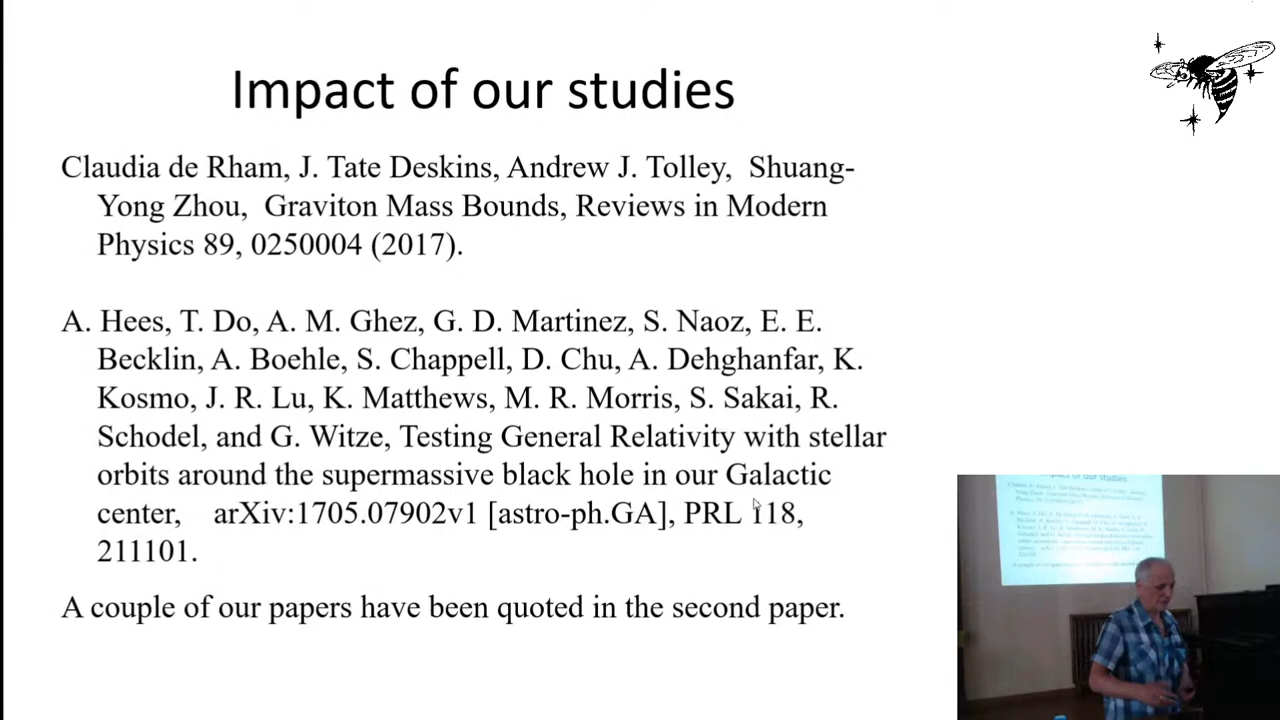 Impact of our studies
Claudia de Rham, J. Tate Deskins, Andrew J. Tolley, Shuang-
Yong Zhou, Graviton Mass Bounds, Reviews in Modern
Physics 89, 0250004 (2017).
A. Hees, T. Do, A. M. Ghez, G. D. Martinez, S. Naoz, E. E.
Becklin, A. Boehle, S. Chappell, D. Chu, A. Dehghanfar, K.
Kosmo, J. R. Lu, K. Matthews, M. R. Morris, S. Sakai, R.
Schodel, and G. Witze, Testing General Relativity with stellar
orbits around the supermassive black hole in our Galactic
center, arXiv:1705.07902v1 [astro-ph.GA], PRL 118,
211101.
A couple of our papers have been quoted in the second paper.